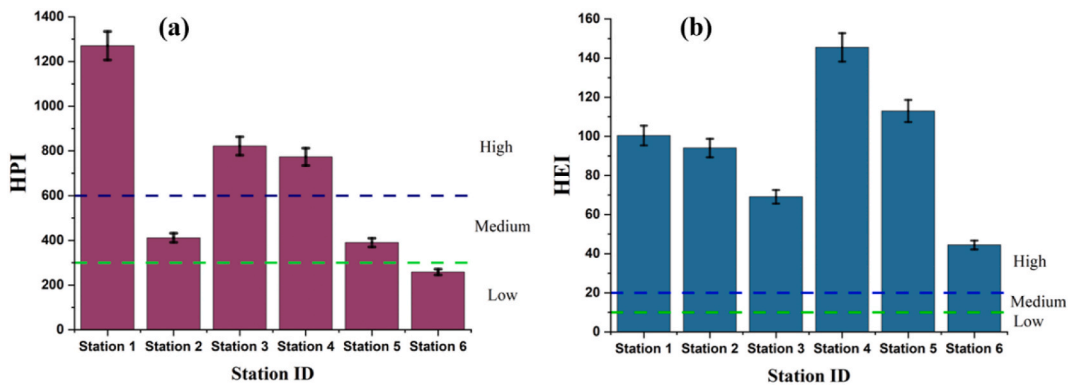 (a)
HPI
1400
1200
1000
800
600
400
200
0
High
Medium
Low
Station 1 Station 2 Station 3 Station 4 Station 5 Station 6
Station ID
(b)
HEI
160
140
120
100
80
60
40
20
0
High
Medium
Low
Station 1 Station 2 Station 3 Station 4 Station 5 Station 6
Station ID